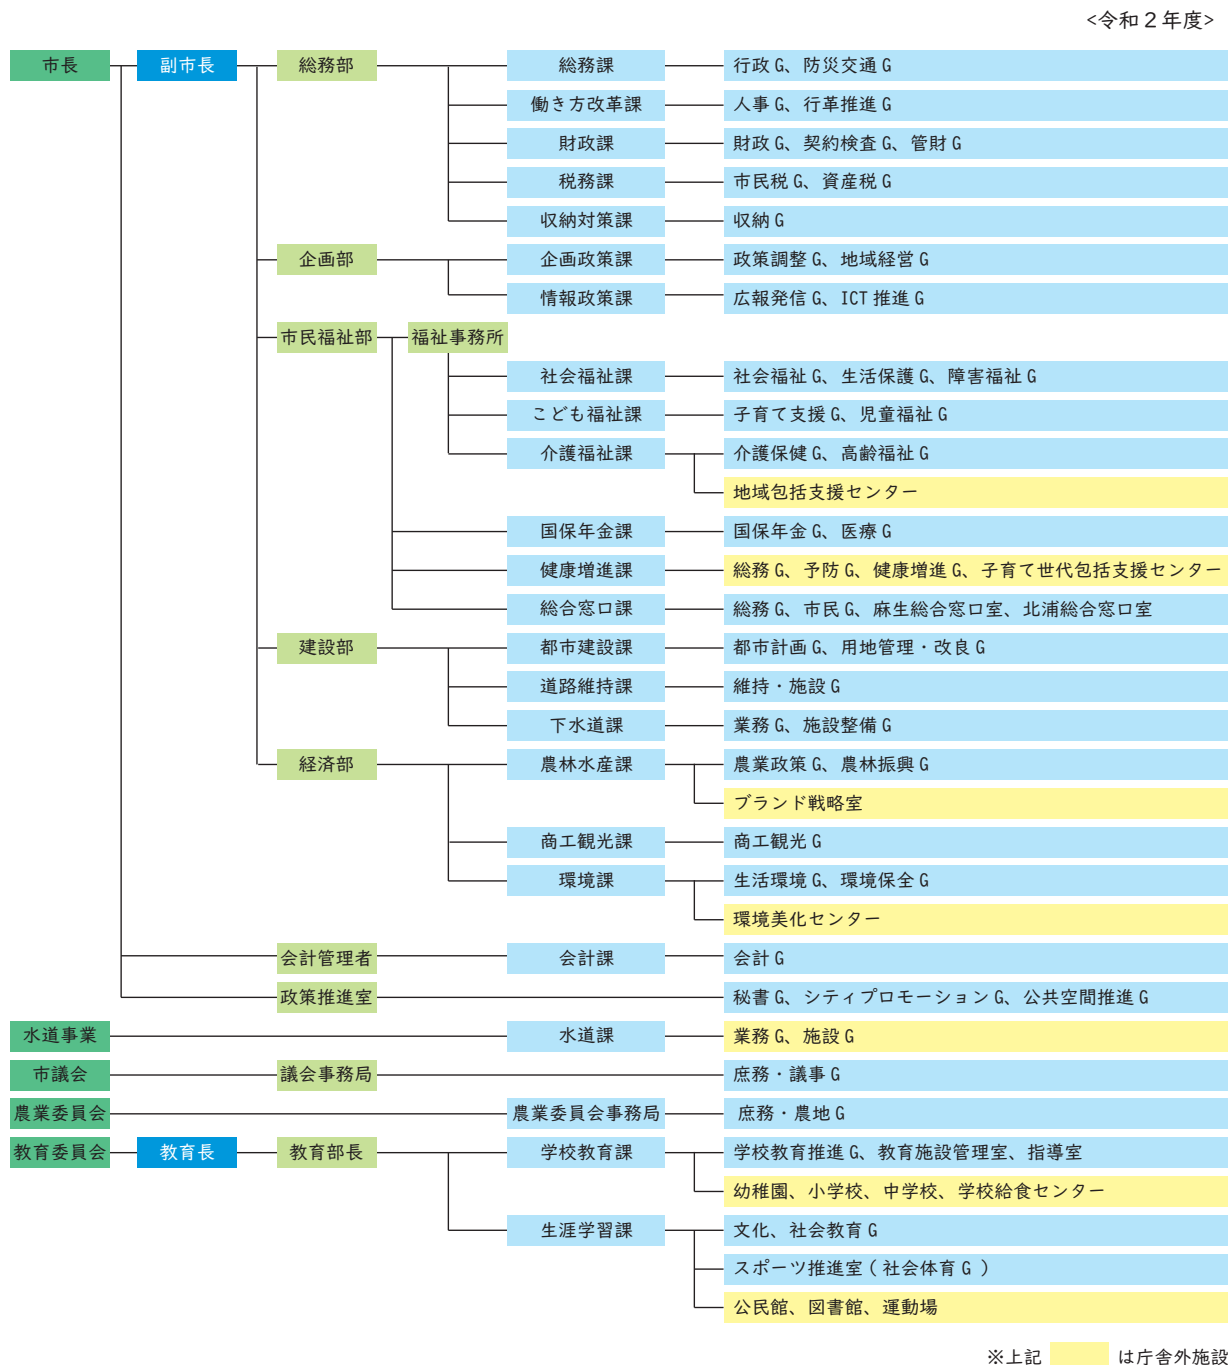 <令和２年度>
市長 副市長 総務部 総務課 行政 G、防災交通 G
働き方改革課 人事 G、行革推進 G
財政課 財政 G、契約検査 G、管財 G
税務課 市民税 G、資産税 G
収納対策課 収納 G
企画部 企画政策課 政策調整 G、地域経営 G
情報政策課 広報発信 G、ICT 推進 G
市民福祉部 福祉事務所
社会福祉課 社会福祉 G、生活保護 G、障害福祉 G
こども福祉課 子育て支援 G、児童福祉 G
介護福祉課 介護保健 G、高齢福祉 G
地域包括支援センター
国保年金課 国保年金 G、医療 G
健康増進課 総務 G、予防 G、健康増進 G、子育て世代包括支援センター
総合窓口課 総務 G、市民 G、麻生総合窓口室、北浦総合窓口室
建設部 都市建設課 都市計画 G、用地管理・改良 G
道路維持課 維持・施設 G
下水道課 業務 G、施設整備 G
経済部 農林水産課 農業政策 G、農林振興 G
ブランド戦略室
商工観光課 商工観光 G
環境課 生活環境 G、環境保全 G
環境美化センター
会計管理者 会計課 会計 G
政策推進室 秘書 G、シティプロモーション G、公共空間推進 G
水道事業 水道課 業務 G、施設 G
市議会 議会事務局 庶務・議事 G
農業委員会 農業委員会事務局 庶務・農地 G
教育委員会 教育長 教育部長 学校教育課 学校教育推進 G、教育施設管理室、指導室
幼稚園、小学校、中学校、学校給食センター
生涯学習課 文化、社会教育 G
スポーツ推進室 ( 社会体育 G ）
公民館、図書館、運動場
※上記 は庁舎外施設